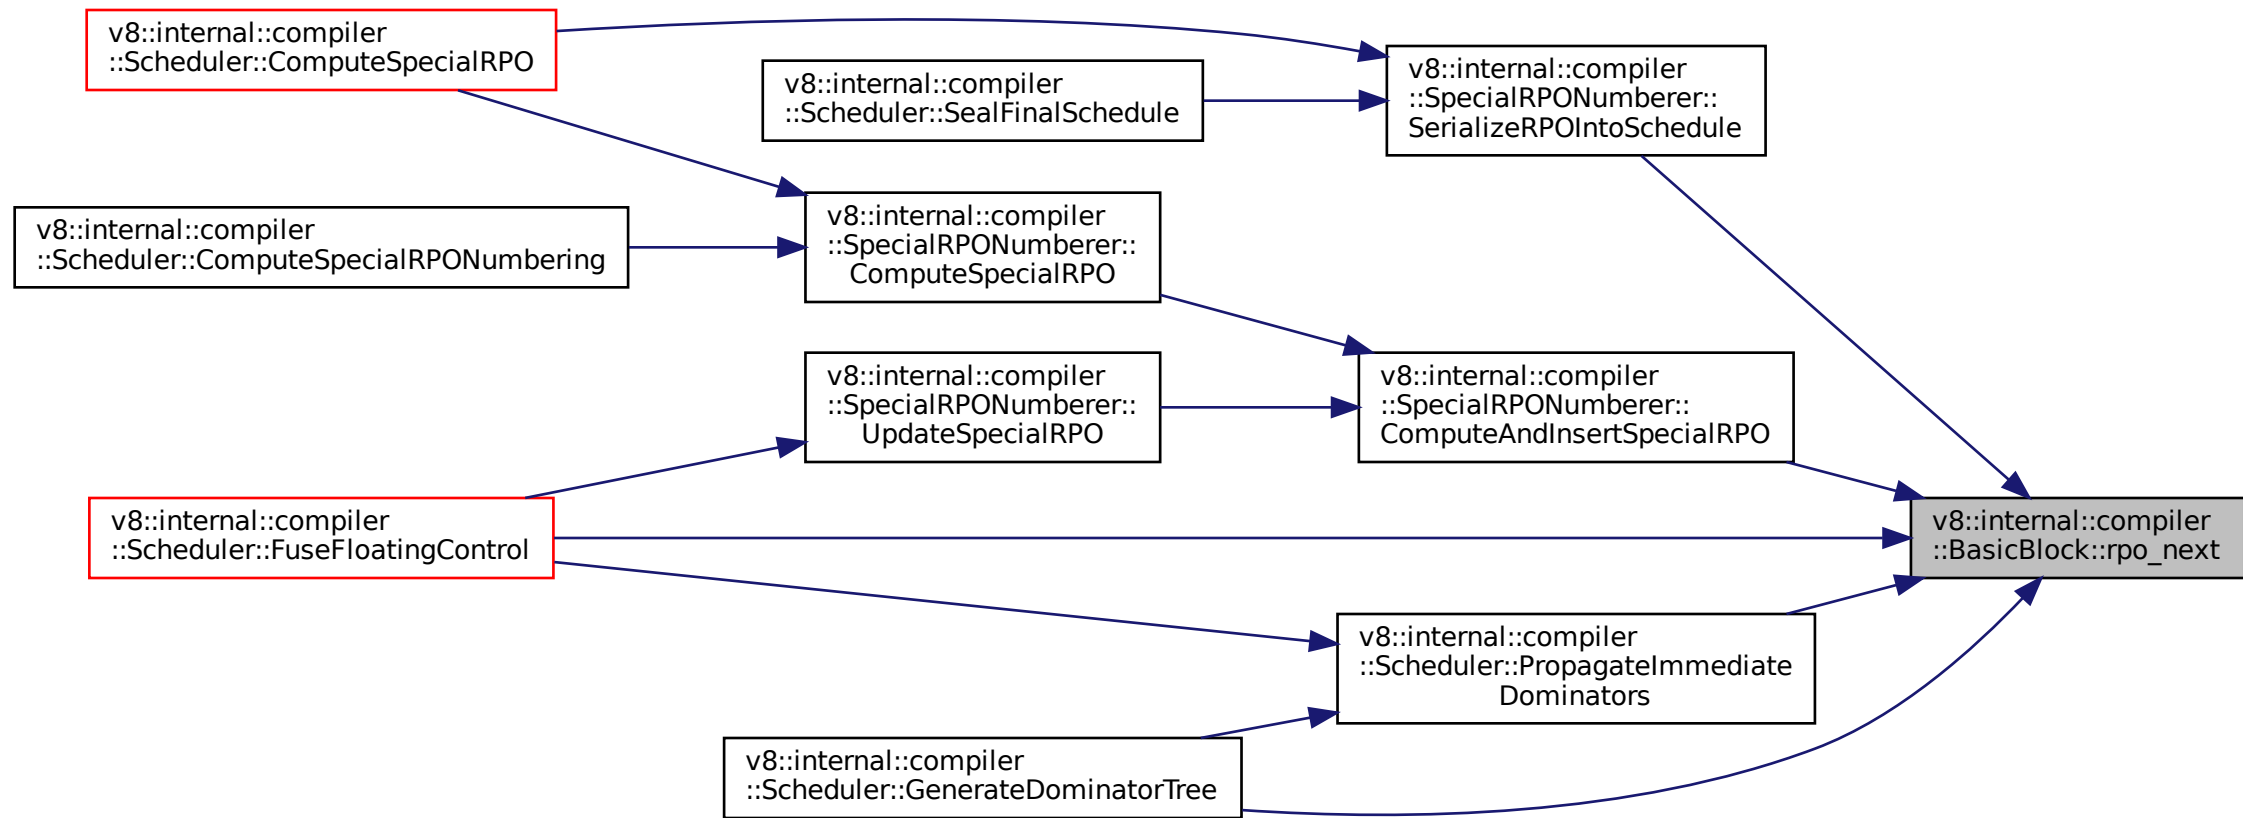 v8::internal::compiler
::Scheduler::ComputeSpecialRPO
v8::internal::compiler
::Scheduler::SealFinalSchedule
v8::internal::compiler
::SpecialRPONumberer::
SerializeRPOIntoSchedule
v8::internal::compiler
::Scheduler::ComputeSpecialRPONumbering
v8::internal::compiler
::SpecialRPONumberer::
ComputeSpecialRPO
v8::internal::compiler
::SpecialRPONumberer::
UpdateSpecialRPO
v8::internal::compiler
::SpecialRPONumberer::
ComputeAndInsertSpecialRPO
v8::internal::compiler
::Scheduler::FuseFloatingControl
v8::internal::compiler
::BasicBlock::rpo_next
v8::internal::compiler
::Scheduler::PropagateImmediate
Dominators
v8::internal::compiler
::Scheduler::GenerateDominatorTree